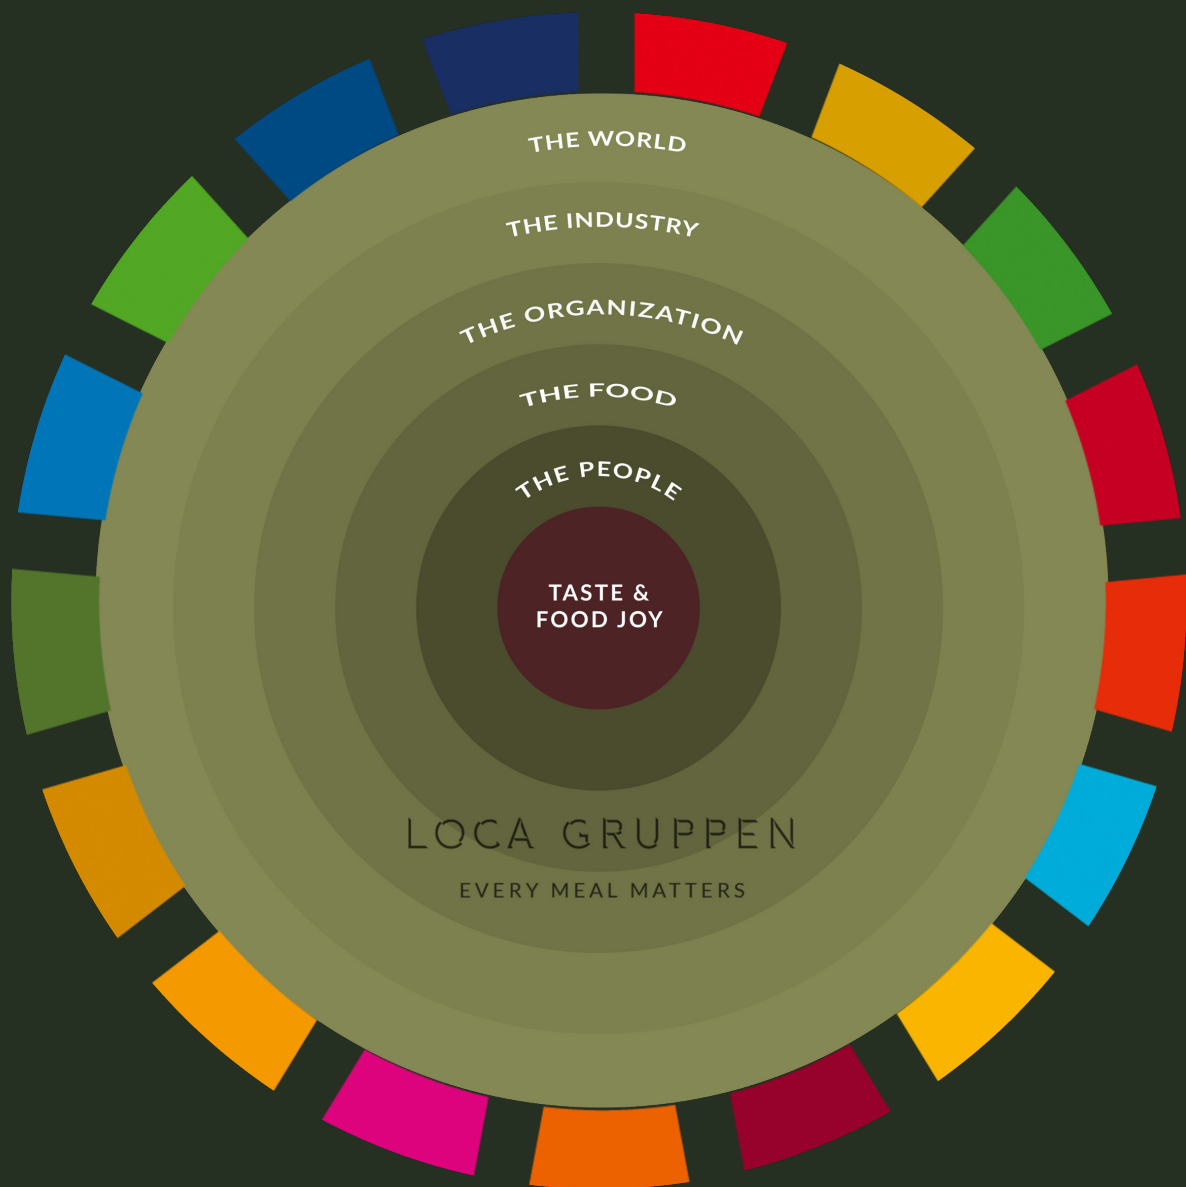 THE WORLD
THE INDUSTRY
THE ORGANIZATION
THE FOOD
THE PEOPLE
TASTE &
FOOD JOY
LOCA GRUPPEN
EVERY MEAL MATTERS